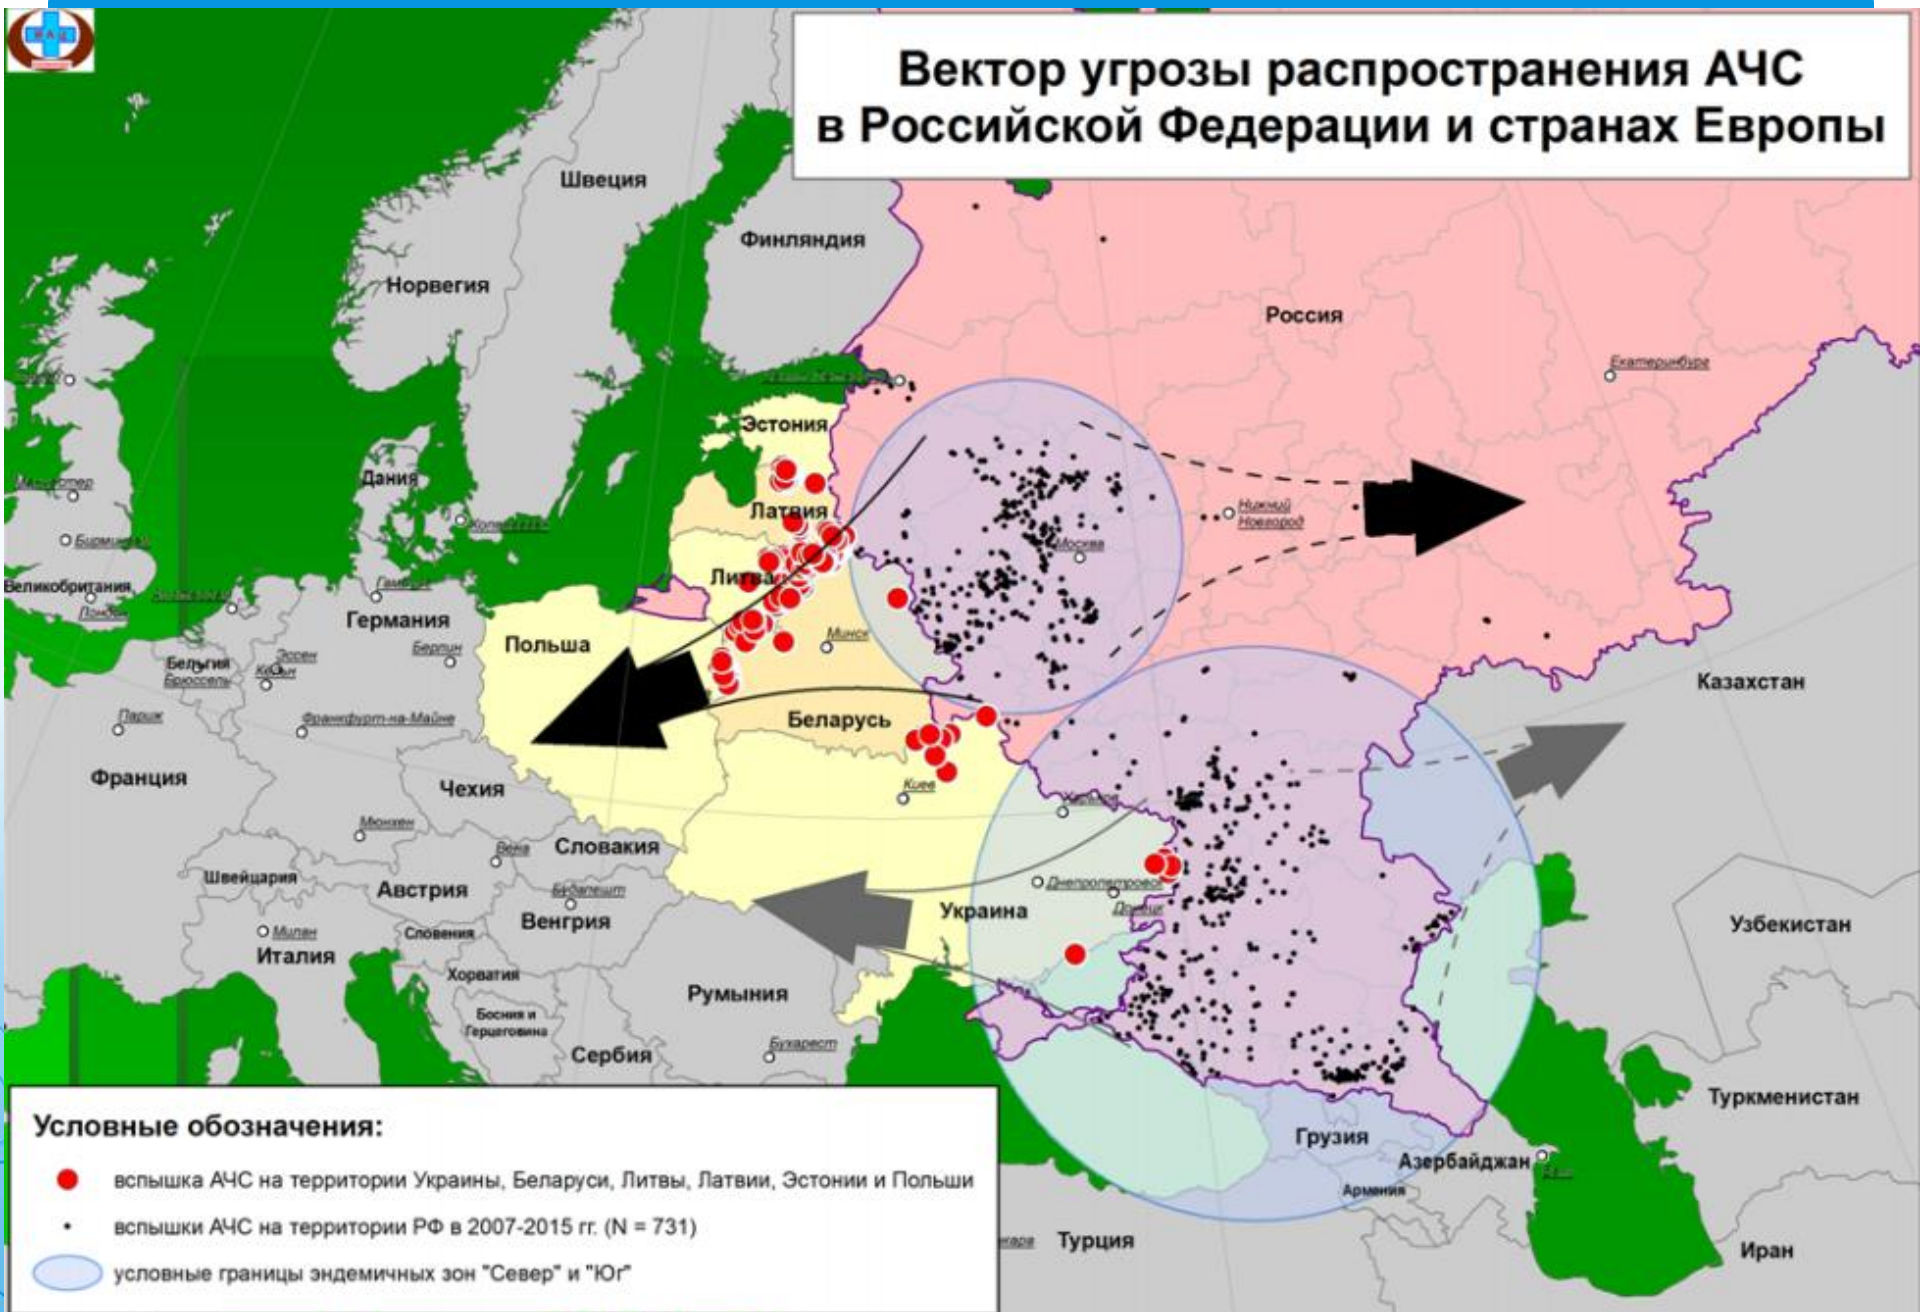 Вектор угрозы распространения АЧС
в Российской Федерации и странах Европы
Швеция
Финляндия
Норвегия
Россия
Екатеринбург
Эстония
Дания
Латвия
Нижний
Новгород
Москва
Литва
Великобритания
Лондон
Германия
Берлин
Польша
Минск
Бельгия
Брюссель
Эссен
Казахстан
Париж
Франкфурт-на-Майне
Беларусь
Франция
Чехия
Киев
Харьков
Мюнхен
Вена
Словакия
Швейцария
Австрия
Будапешт
Днепропетровск
Донецк
Украина
Венгрия
Милан
Словения
Италия
Узбекистан
Хорватия
Румыния
Босния и
Герцеговина
Сербия
Бухарест
Туркменистан
Грузия
Азербайджан
Армения
Турция
Иран
Условные обозначения:
вспышка АЧС на территории Украины, Беларуси, Литвы, Латвии, Эстонии и Польши
вспышки АЧС на территории РФ в 2007-2015 гг. (N = 731)
условные границы эндемичных зон "Север" и "Юг"